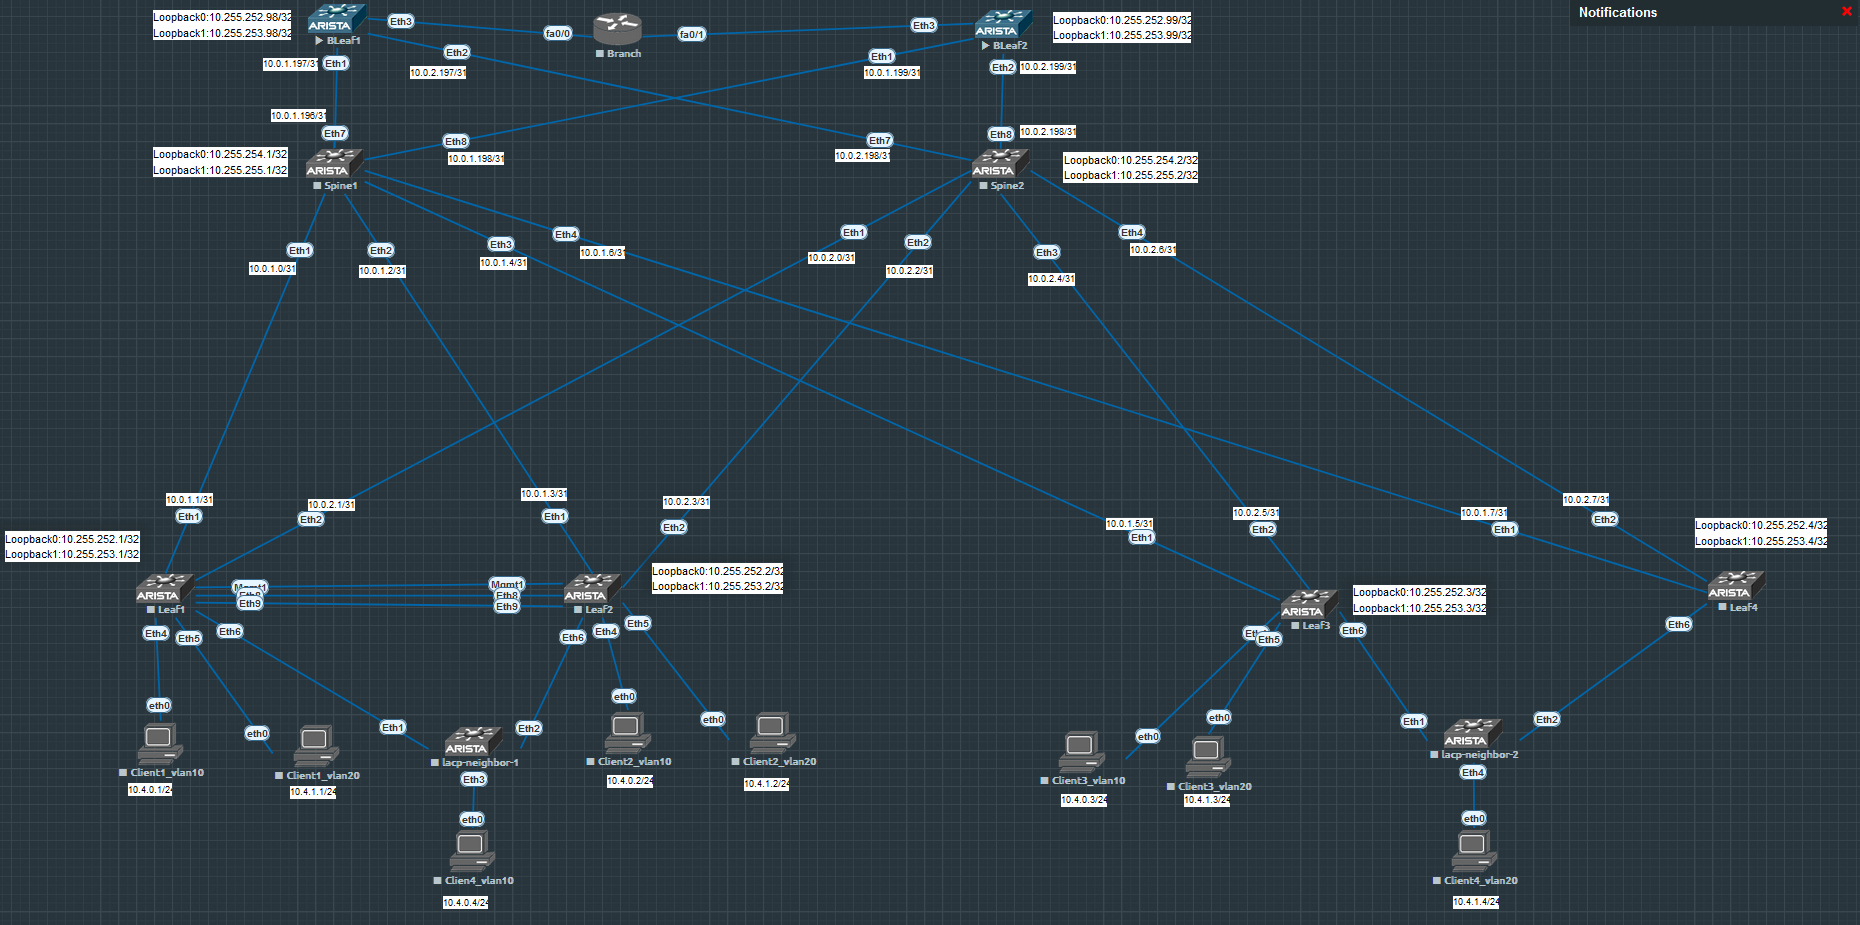 Notifications
Loopback0:10.255.252.98/32
Loopback1:10.255.253.98/32
ARISTA
BLeaf1
Eth3
fa0/0
Branch
fa0/1
Eth3
ARISTA
BLeaf2
Loopback0:10.255.252.99/32
Loopback1:10.255.253.99/32
10.0.1.197/31
Eth1
Eth2
10.0.2.197/31
Eth1
10.0.1.199/31
Eth2
10.0.2.199/31
10.0.1.196/31
Eth7
Eth8
10.0.1.198/31
Eth7
10.0.2.198/31
Eth8
10.0.2.198/31
Loopback0:10.255.254.1/32
Loopback1:10.255.255.1/32
ARISTA
Spine1
ARISTA
Spine2
Loopback0:10.255.254.2/32
Loopback1:10.255.255.2/32
Eth1
10.0.1.0/31
Eth2
10.0.1.2/31
Eth3
10.0.1.4/31
Eth4
10.0.1.6/31
Eth1
10.0.2.0/31
Eth2
10.0.2.2/31
Eth3
10.0.2.4/31
Eth4
10.0.2.6/31
10.0.1.1/31
Eth1
10.0.2.1/31
Eth2
10.0.1.3/31
Eth1
10.0.2.3/31
Eth2
10.0.1.5/31
Eth1
10.0.2.5/31
Eth2
10.0.1.7/31
Eth1
10.0.2.7/31
Eth2
Loopback0:10.255.252.1/32
Loopback1:10.255.253.1/32
ARISTA
Leaf1
Mgmt1
Eth8
Eth9
Mgmt1
Eth8
Eth9
ARISTA
Leaf2
Loopback0:10.255.252.2/32
Loopback1:10.255.253.2/32
ARISTA
Leaf3
Loopback0:10.255.252.3/32
Loopback1:10.255.253.3/32
Loopback0:10.255.252.4/32
Loopback1:10.255.253.4/32
ARISTA
Leaf4
Eth4
Eth5
Eth6
Eth6
Eth4
Eth5
Eth5
Eth6
Eth6
eth0
Client1_vlan10
10.4.0.1/24
eth0
Client1_vlan20
10.4.1.1/24
Eth1
Eth2
ARISTA
lacp-neighbor-1
Eth3
eth0
Clien4_vlan10
10.4.0.4/24
eth0
Client2_vlan10
10.4.0.2/24
eth0
Client2_vlan20
10.4.1.2/24
eth0
Client3_vlan10
10.4.0.3/24
eth0
Client3_vlan20
10.4.1.3/24
Eth1
Eth2
ARISTA
lacp-neighbor-2
Eth4
eth0
Client4_vlan20
10.4.1.4/24